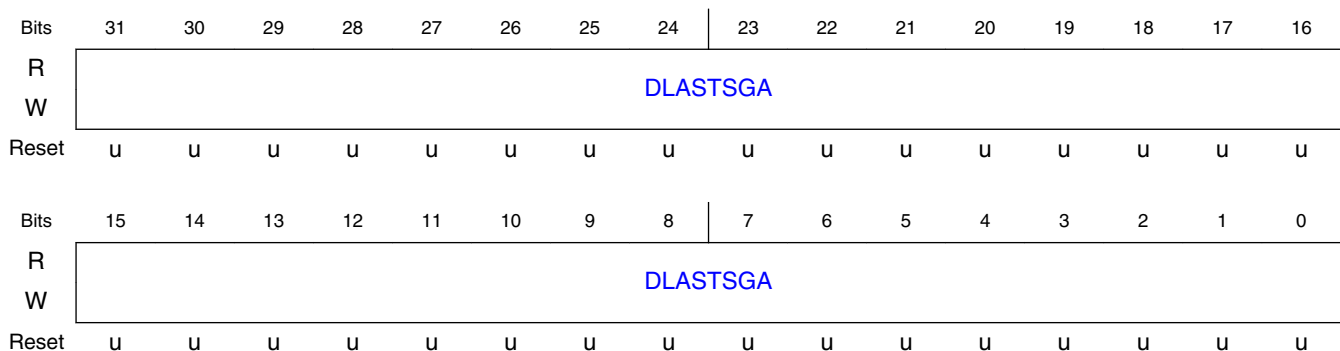 Bits 31 30 29 28 27 26 25 24 23 22 21 20 19 18 17 16
R
DLASTSGA
W
Reset u u u u u u u u u u u u u u u u
Bits 15 14 13 12 11 10 9 8 7 6 5 4 3 2 1 0
R
DLASTSGA
W
Reset u u u u u u u u u u u u u u u u